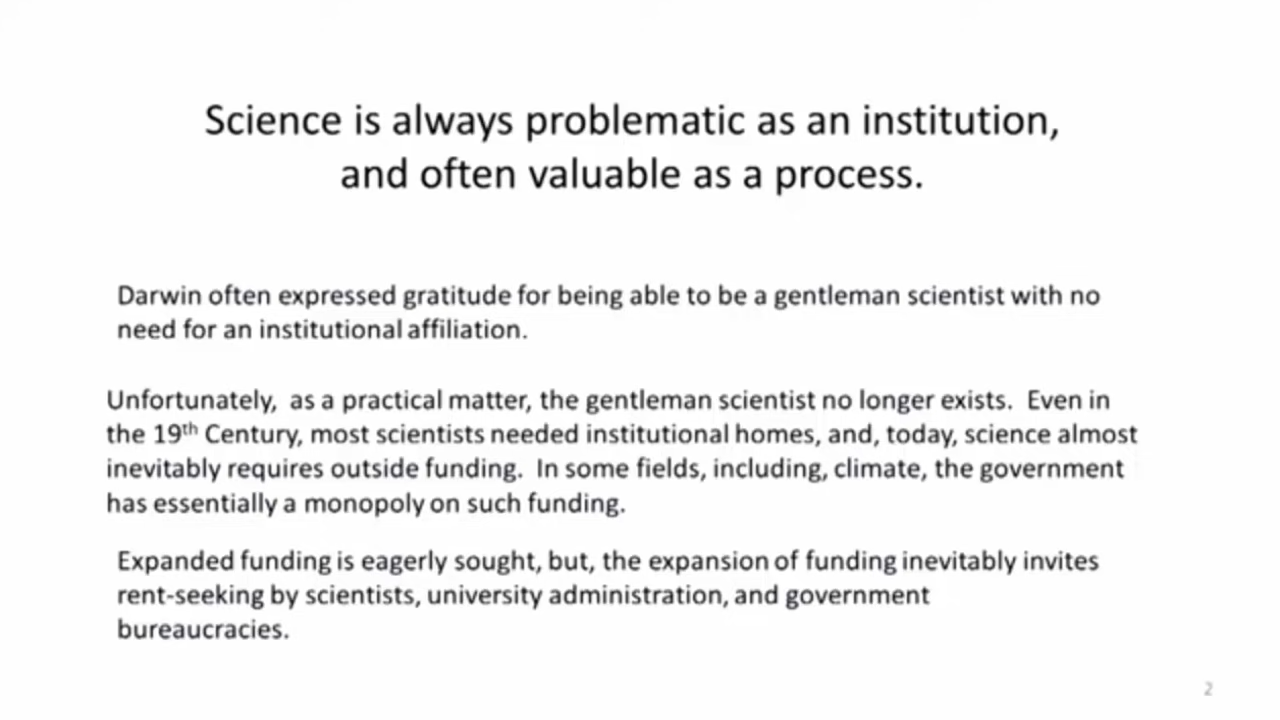 Science is always problematic as an institution,
and often valuable as a process.
Darwin often expressed gratitude for being able to be a gentleman scientist with no
need for an institutional affiliation.
Unfortunately,  as a practical matter, the gentleman scientist no longer exists.  Even in
the 19th Century, most scientists needed institutional homes, and, today, science almost
inevitably requires outside funding.  In some fields, including, climate, the government
has essentially a monopoly on such funding.
Expanded funding is eagerly sought, but, the expansion of funding inevitably invites
rent-seeking by scientists, university administration, and government
bureaucracies.
2